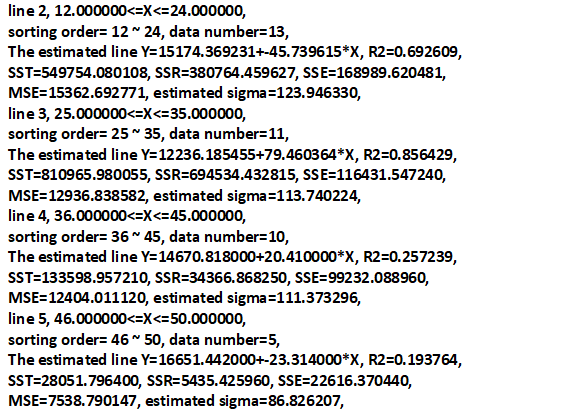 line 2, 12.000000<=X<=24.000000,
sorting order= 12 ~ 24, data number=13,
The estimated line Y=15174.369231+-45.739615*X, R2=0.692609,
SST=549754.080108, SSR=380764.459627, SSE=168989.620481,
MSE=15362.692771, estimated sigma=123.946330,
line 3, 25.000000<=X<=35.000000,
sorting order= 25 ~ 35, data number=11,
The estimated line Y=12236.185455+79.460364*X, R2=0.856429,
SST=810965.980055, SSR=694534.432815, SSE=116431.547240,
MSE=12936.838582, estimated sigma=113.740224,
line 4, 36.000000<=X<=45.000000,
sorting order= 36 ~ 45, data number=10,
The estimated line Y=14670.818000+20.410000*X, R2=0.257239,
SST=133598.957210, SSR=34366.868250, SSE=99232.088960,
MSE=12404.011120, estimated sigma=111.373296,
line 5, 46.000000<=X<=50.000000,
sorting order= 46 ~ 50, data number=5,
The estimated line Y=16651.442000+-23.314000*X, R2=0.193764,
SST=28051.796400, SSR=5435.425960, SSE=22616.370440,
MSE=7538.790147, estimated sigma=86.826207,